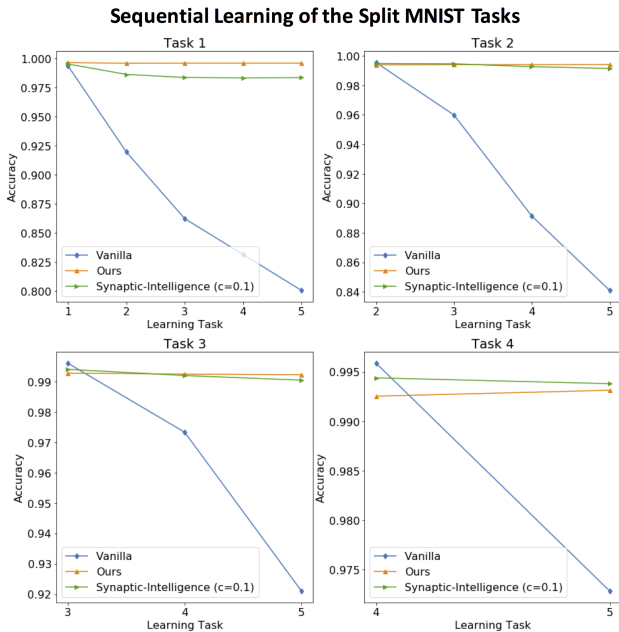 Sequential Learning of the Split MNIST Tasks
Task 1
Accuracy
1.000
0.975
0.950
0.925
0.900
0.875
0.850
0.825
0.800
Vanilla
Ours
Synaptic-Intelligence (c=0.1)
1 2 3 4 5
Learning Task
Task 2
Accuracy
1.00
0.98
0.96
0.94
0.92
0.90
0.88
0.86
0.84
Vanilla
Ours
Synaptic-Intelligence (c=0.1)
2 3 4 5
Learning Task
Task 3
Accuracy
0.99
0.98
0.97
0.96
0.95
0.94
0.93
0.92
Vanilla
Ours
Synaptic-Intelligence (c=0.1)
3 4 5
Learning Task
Task 4
Accuracy
0.995
0.990
0.985
0.980
0.975
Vanilla
Ours
Synaptic-Intelligence (c=0.1)
4 5
Learning Task